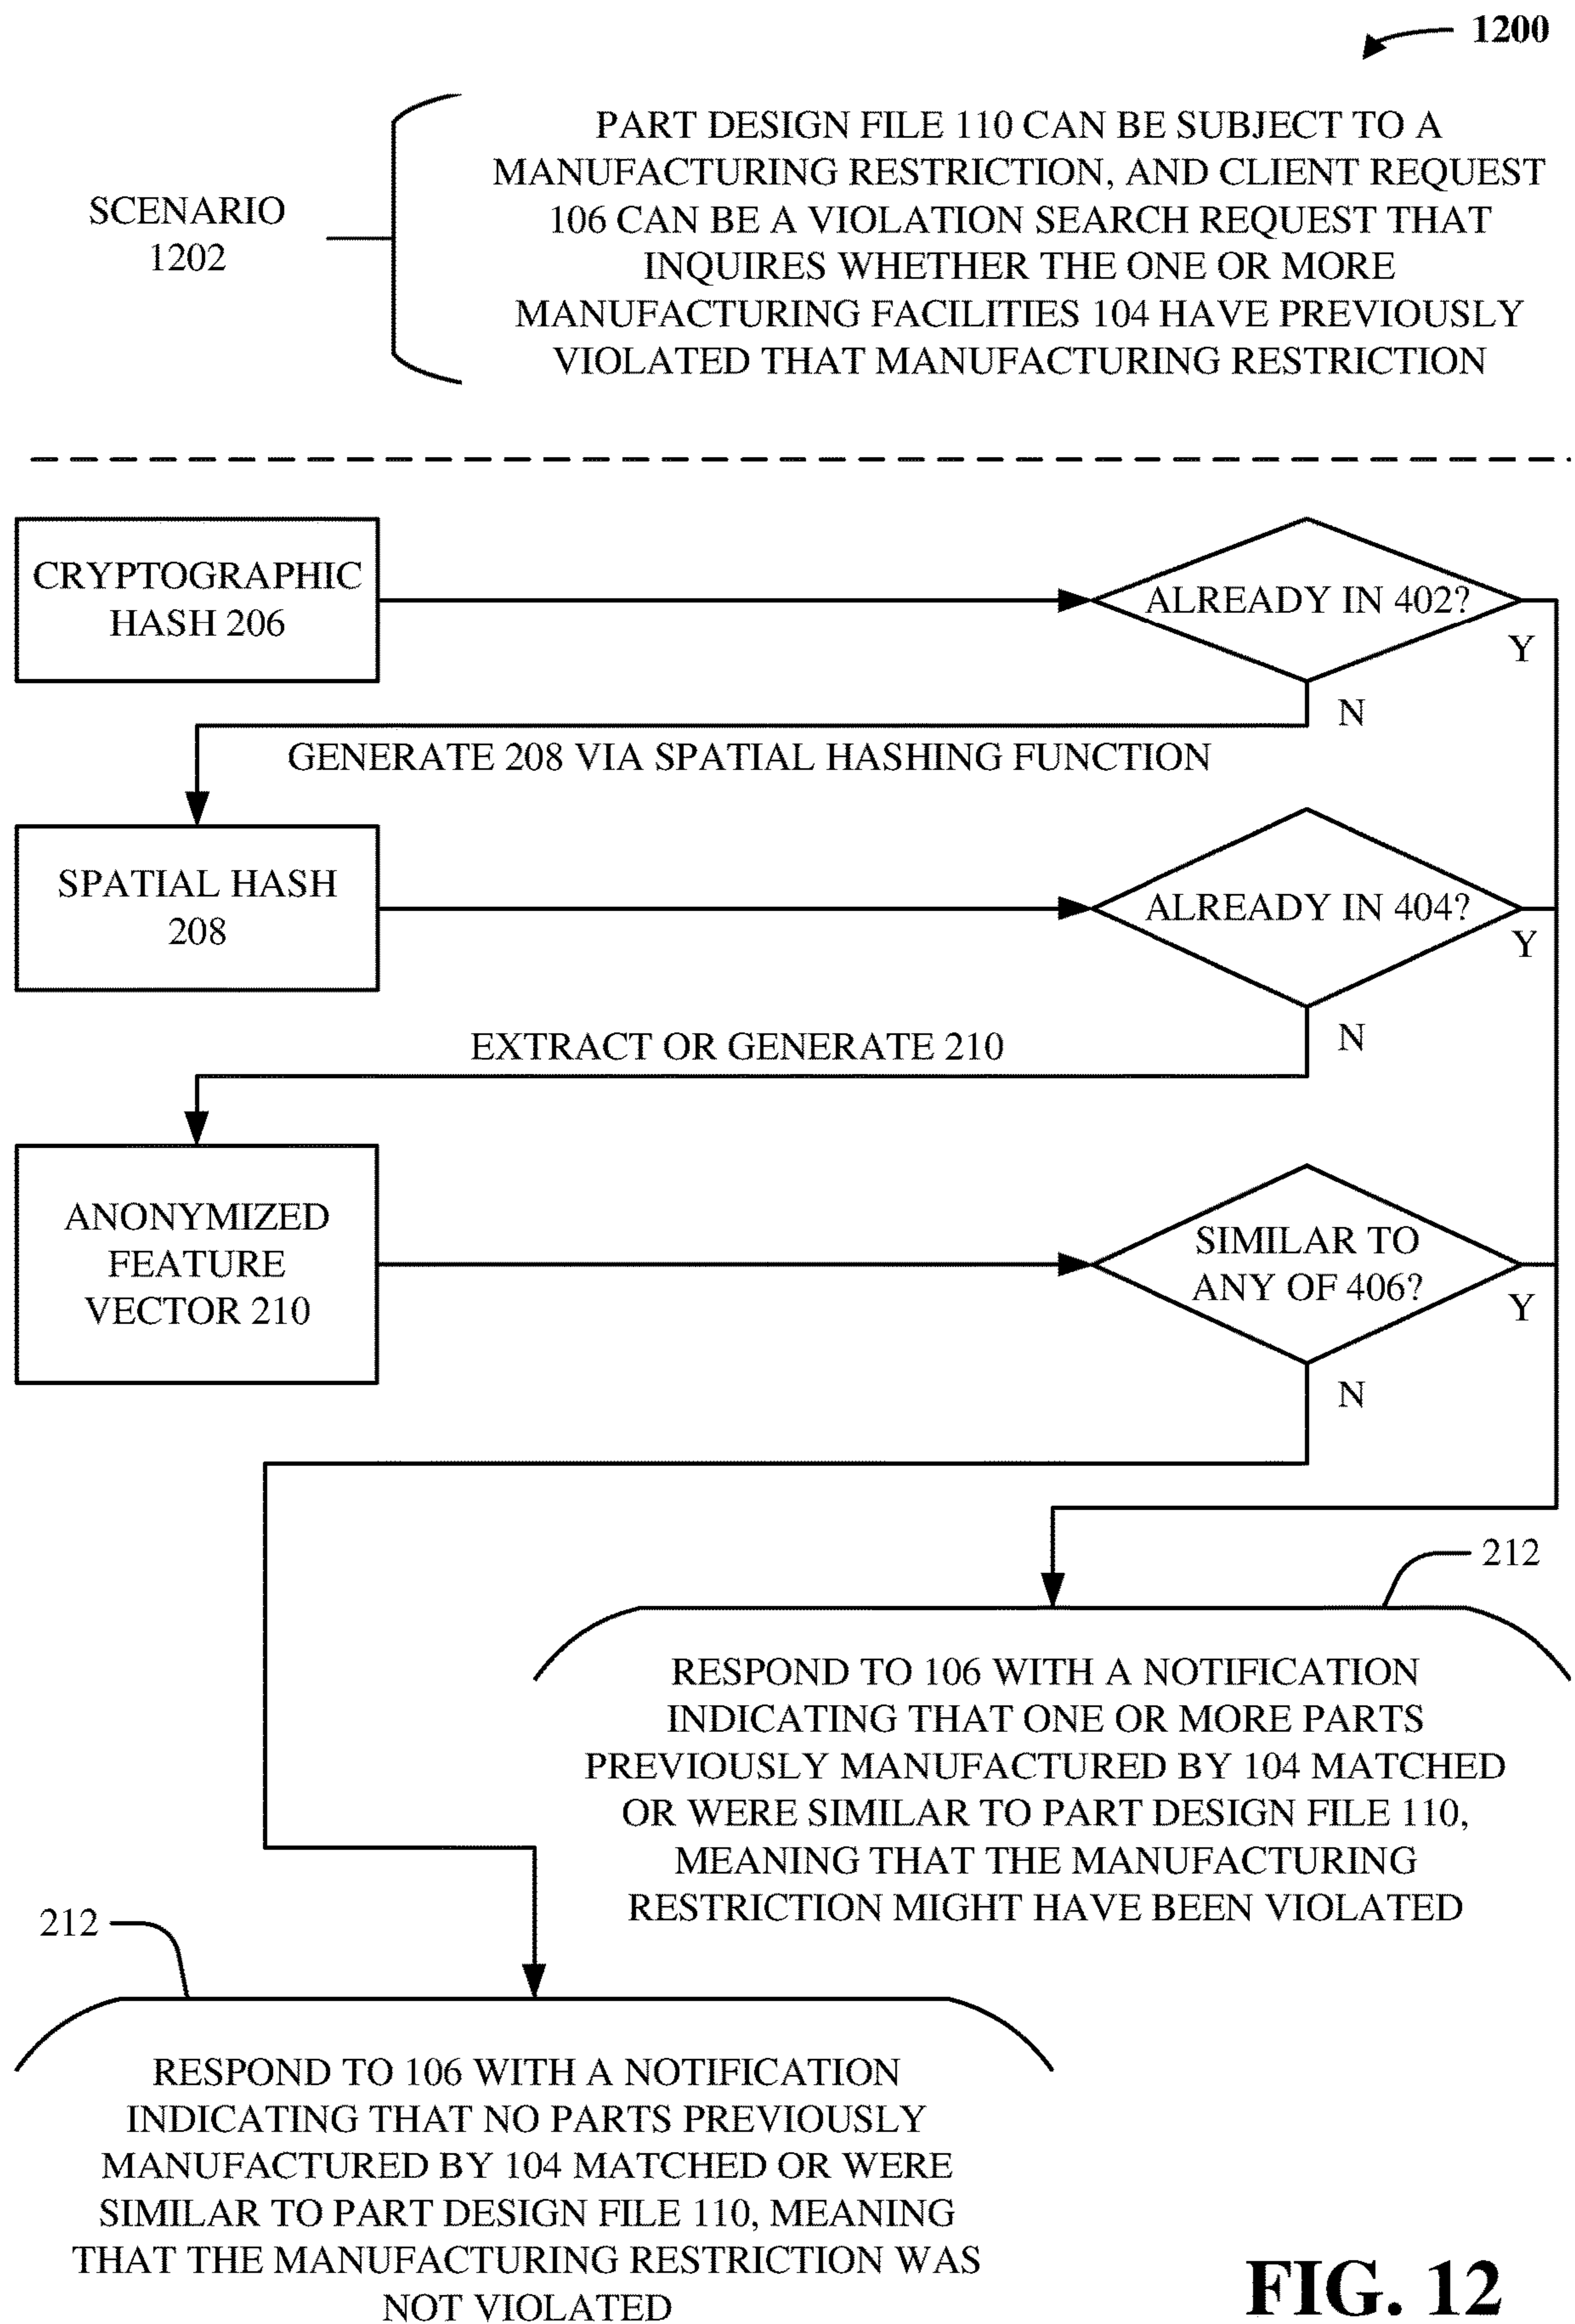 1200
SCENARIO
1202
PART DESIGN FILE 110 CAN BE SUBJECT TO A
MANUFACTURING RESTRICTION, AND CLIENT REQUEST
106 CAN BE A VIOLATION SEARCH REQUEST THAT
INQUIRES WHETHER THE ONE OR MORE
MANUFACTURING FACILITIES 104 HAVE PREVIOUSLY
VIOLATED THAT MANUFACTURING RESTRICTION
CRYPTOGRAPHIC
HASH 206
ALREADY IN 402?
Y
N
GENERATE 208 VIA SPATIAL HASHING FUNCTION
SPATIAL HASH
208
ALREADY IN 404?
Y
N
EXTRACT OR GENERATE 210
ANONYMIZED
FEATURE
VECTOR 210
SIMILAR TO
ANY OF 406?
Y
N
212
RESPOND TO 106 WITH A NOTIFICATION
INDICATING THAT ONE OR MORE PARTS
PREVIOUSLY MANUFACTURED BY 104 MATCHED
OR WERE SIMILAR TO PART DESIGN FILE 110,
MEANING THAT THE MANUFACTURING
RESTRICTION MIGHT HAVE BEEN VIOLATED
212
RESPOND TO 106 WITH A NOTIFICATION
INDICATING THAT NO PARTS PREVIOUSLY
MANUFACTURED BY 104 MATCHED OR WERE
SIMILAR TO PART DESIGN FILE 110, MEANING
THAT THE MANUFACTURING RESTRICTION WAS
NOT VIOLATED
FIG. 12